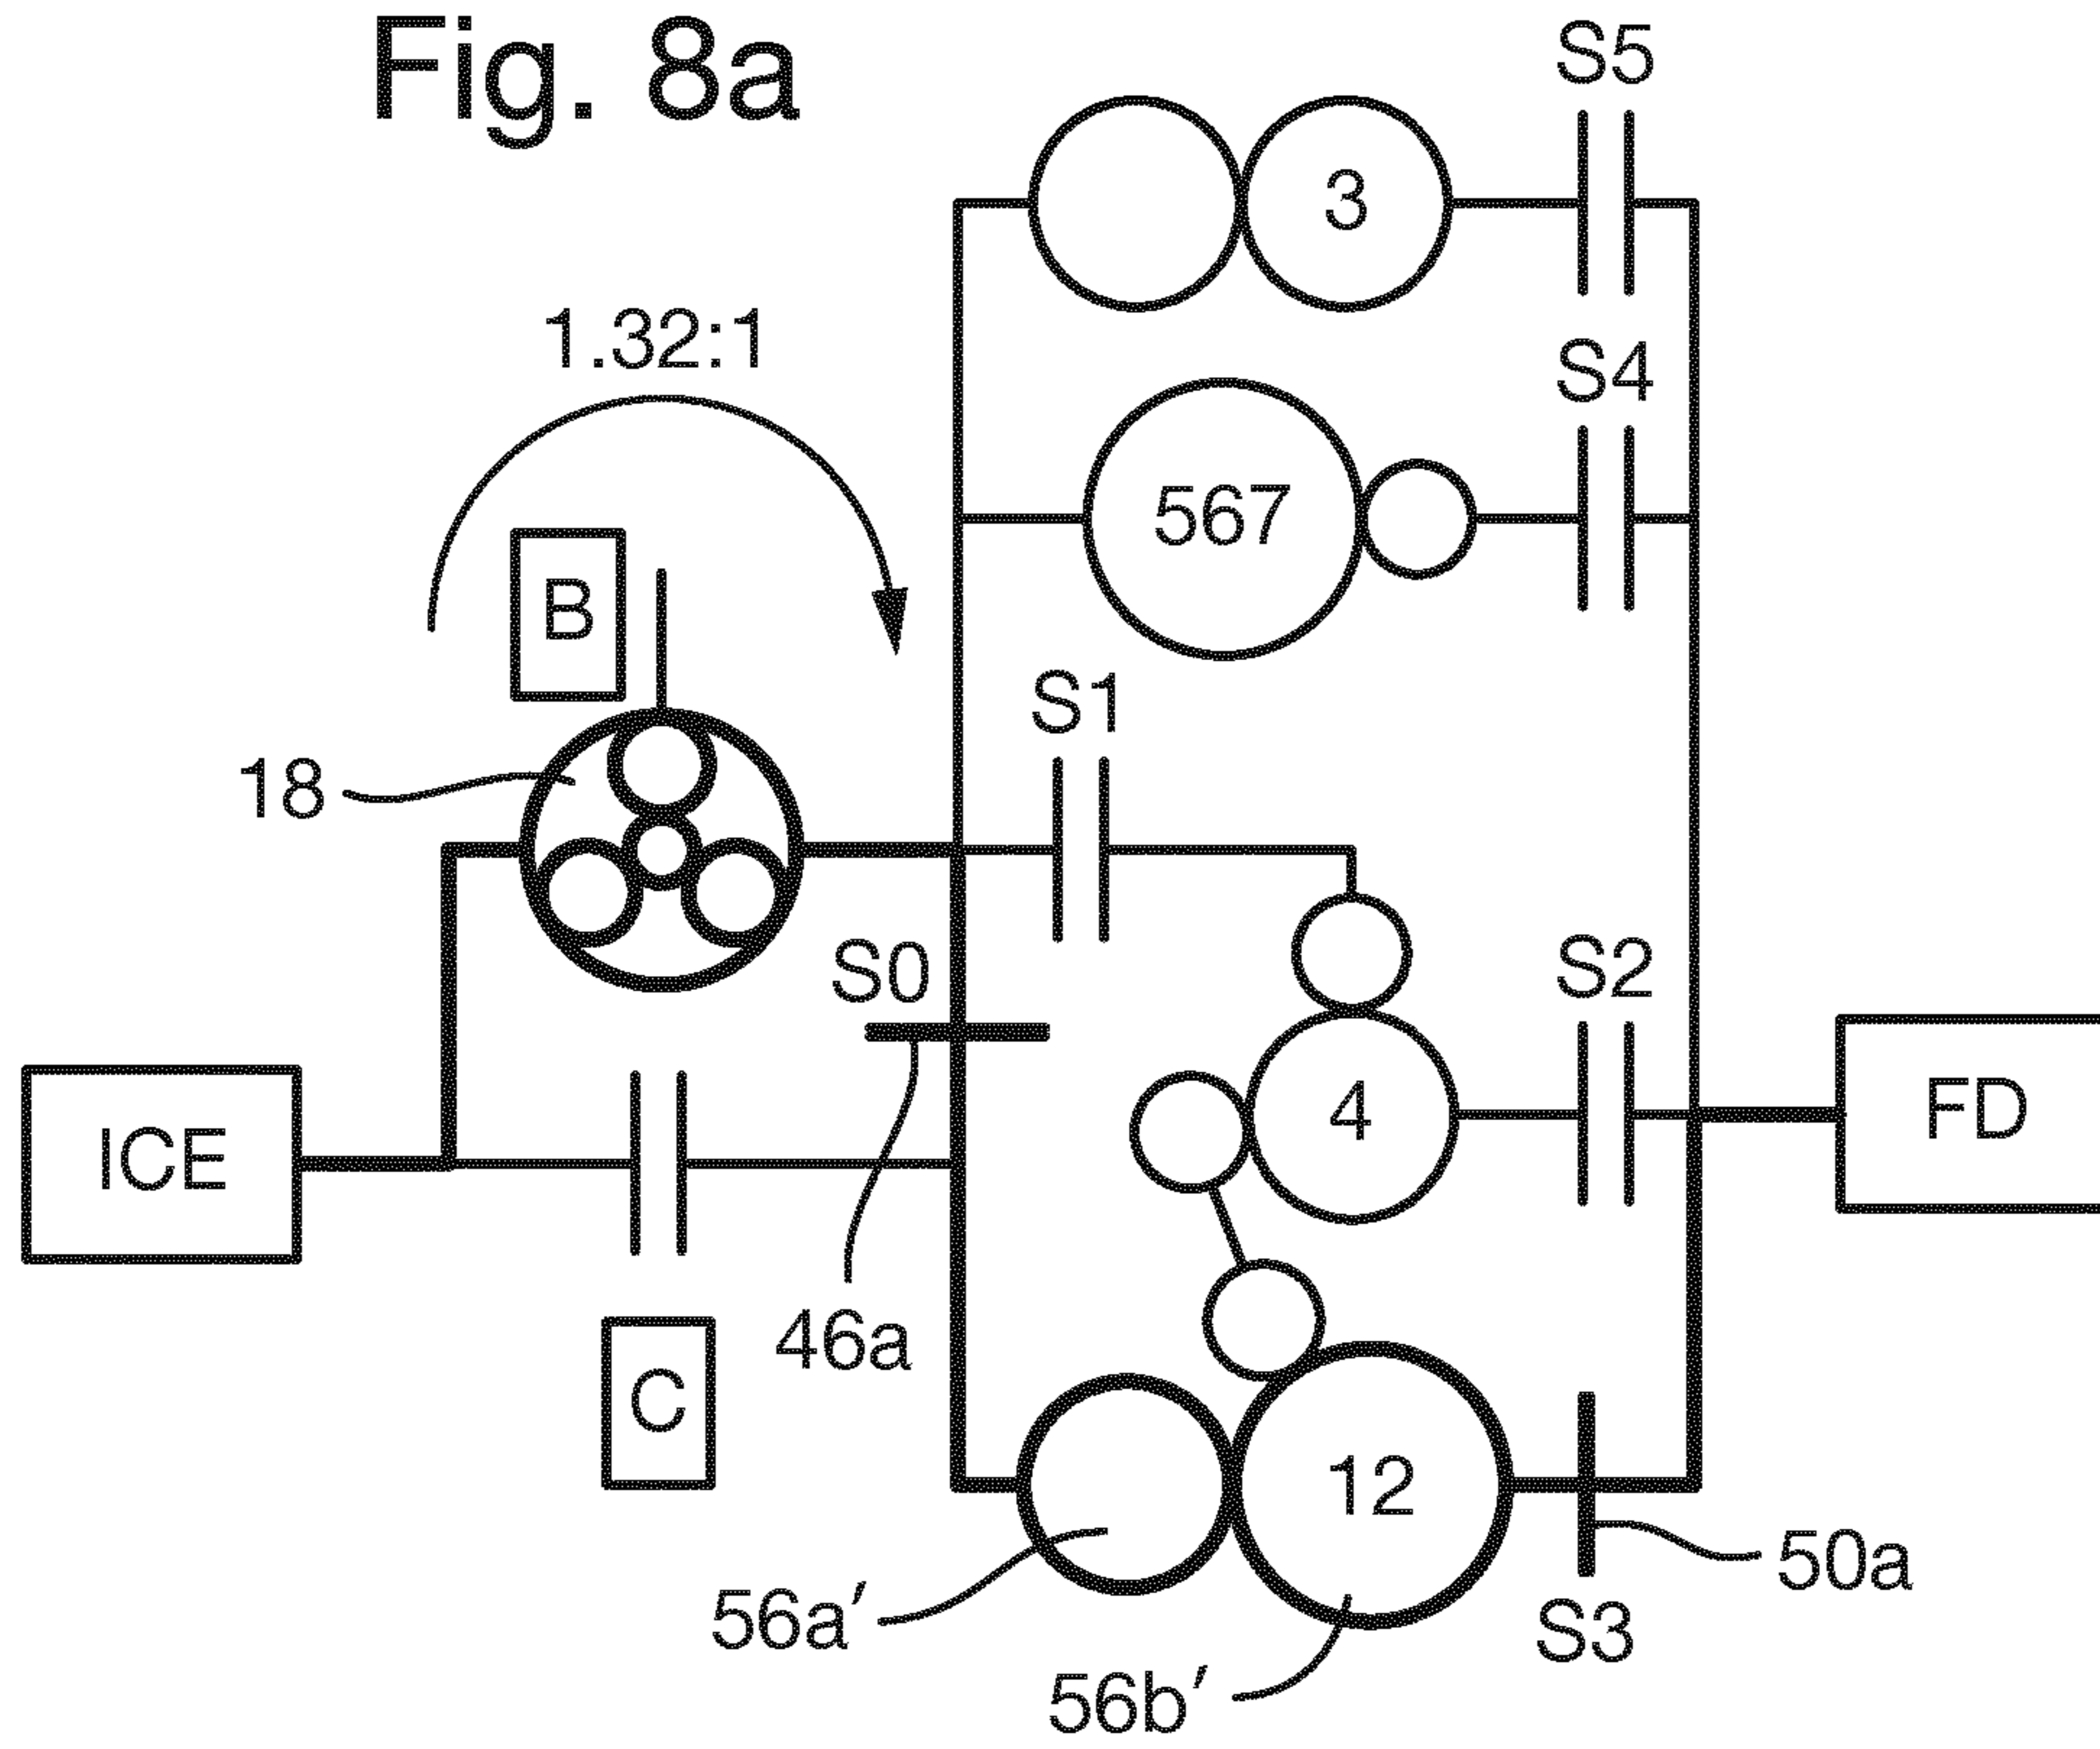 Fig. 8a
S5
3
1.32:1
S4
567
B
S1
18
S0
S2
4
ICE
FD
46a
C
12
50a
56a′
S3
56b′